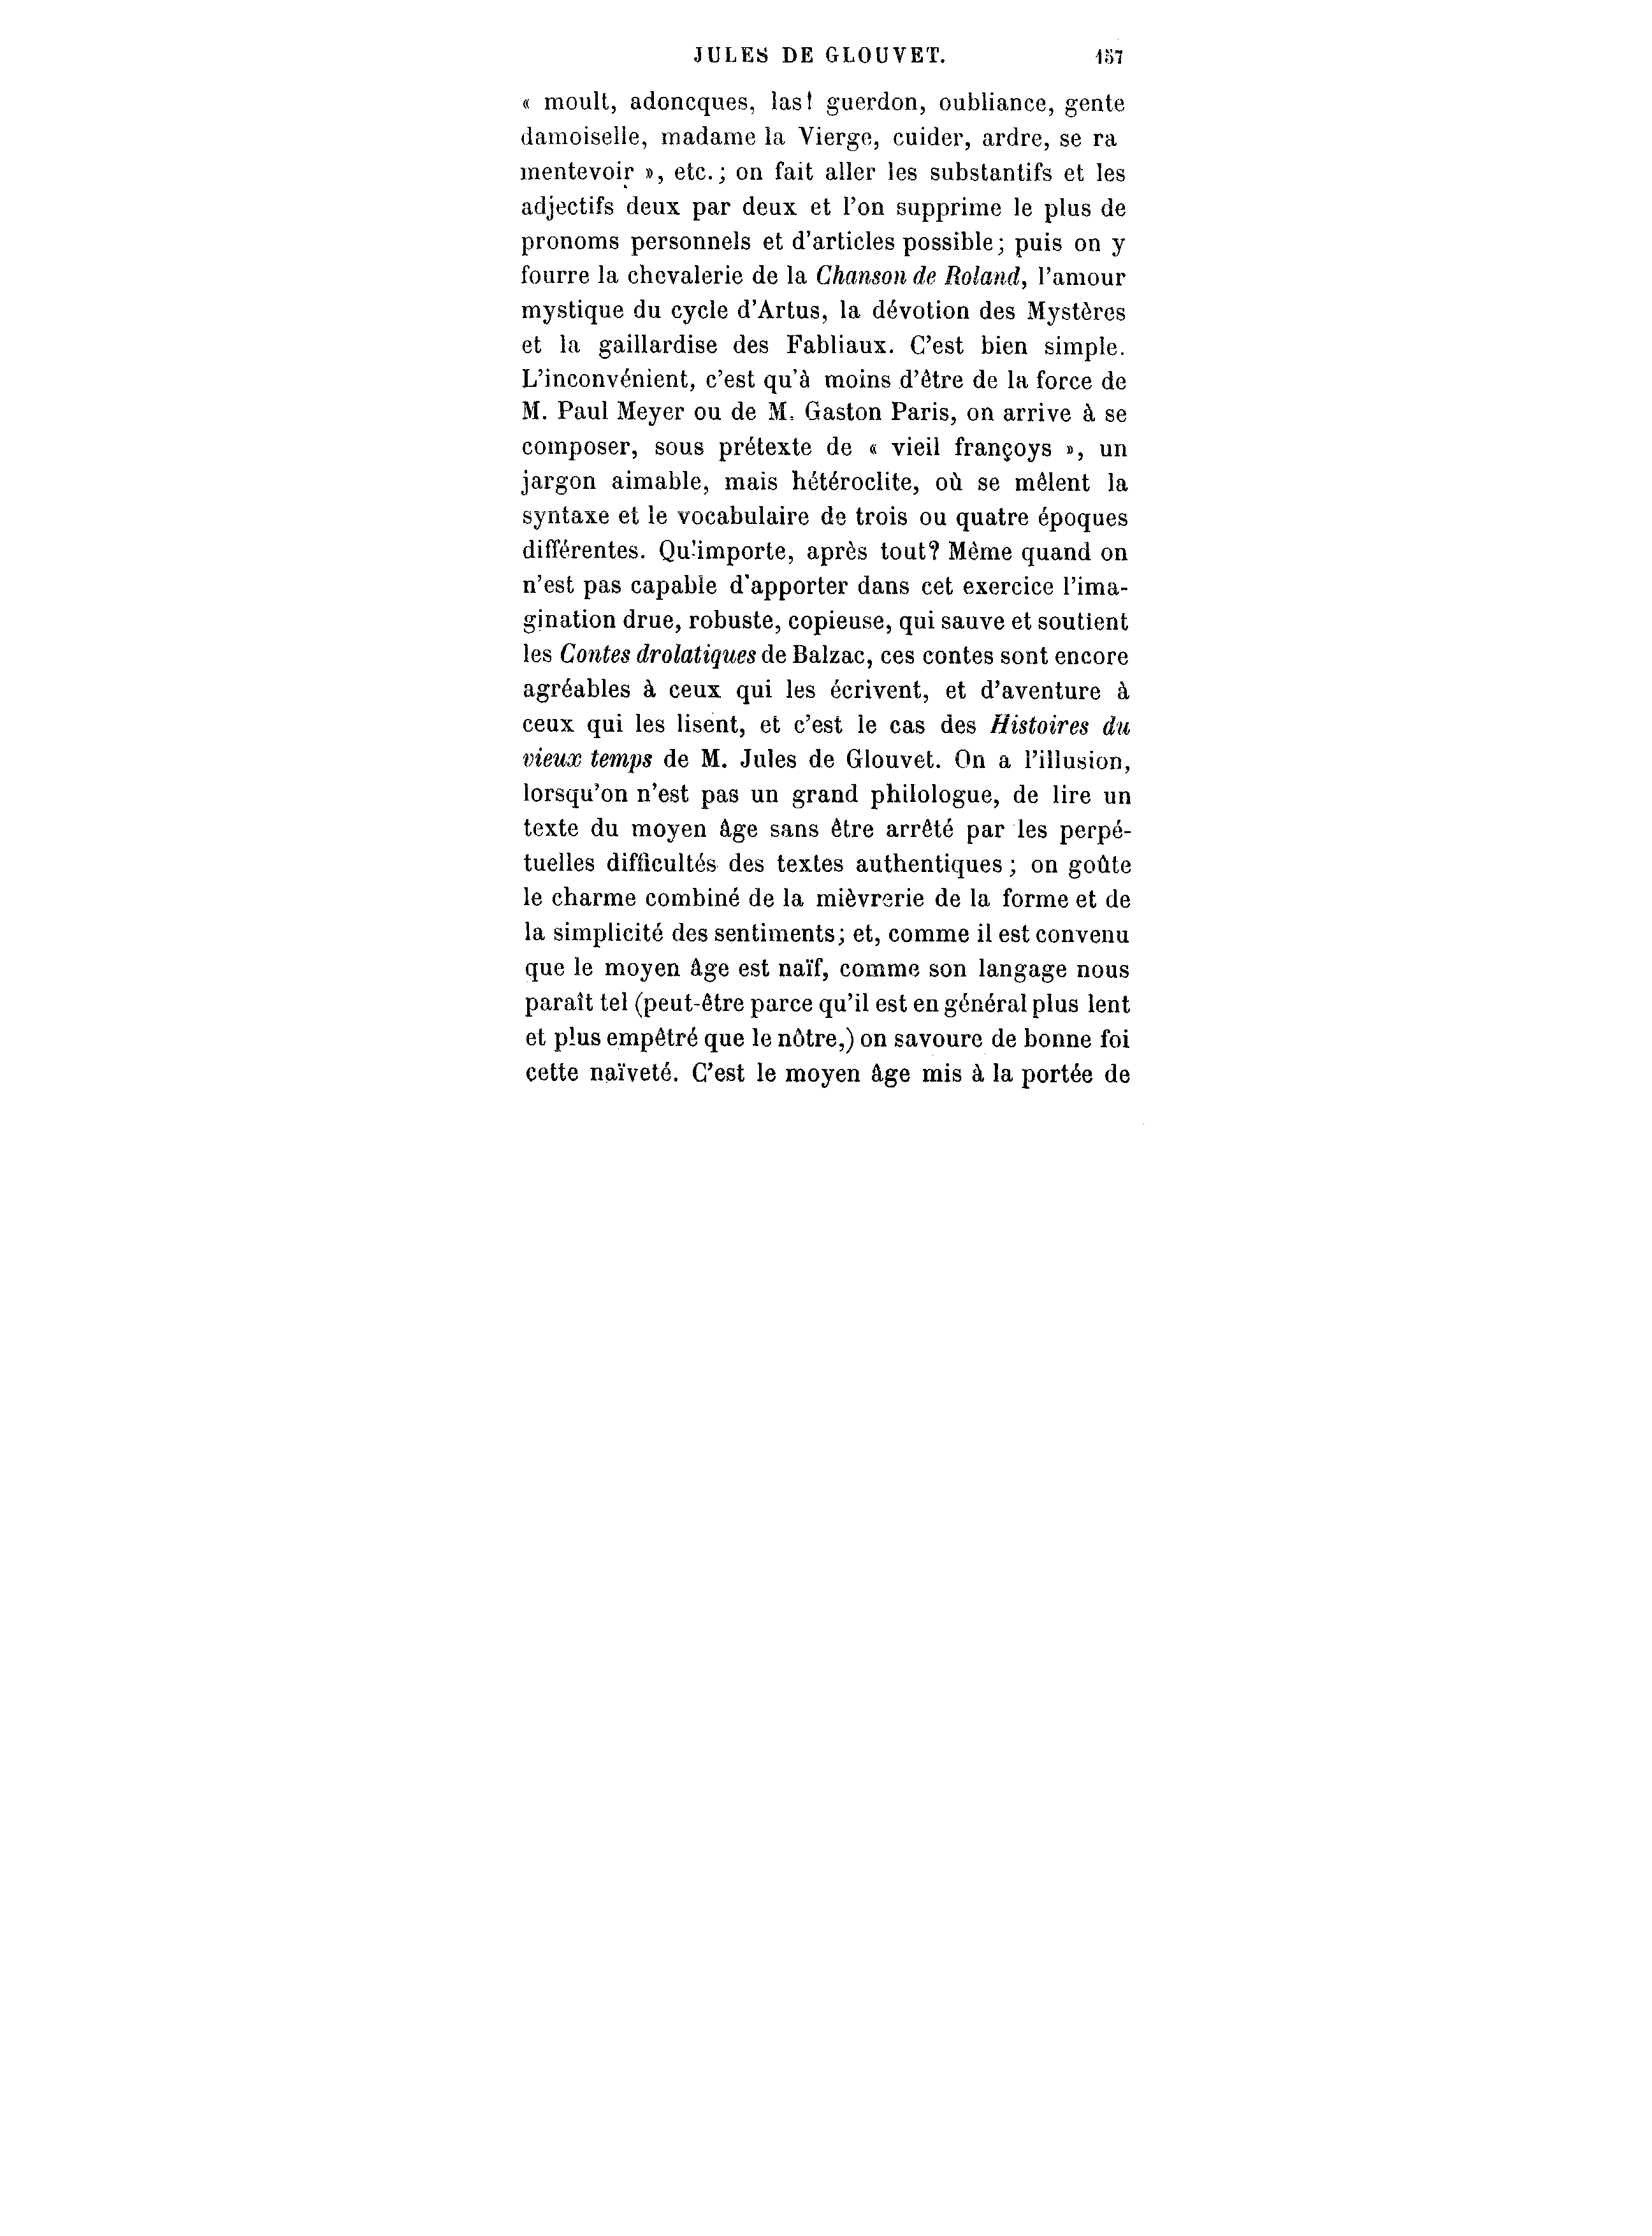 JULES DE GLOUVET. 157
« moult, adoncques, las! guerdon, oubliance, gente
damoiselle, madame la Vierge, cuider, ardre, se ra
mentevoir », etc.; on fait aller les substantifs et les
adjectifs deux par deux et l'on supprime le plus de
pronoms personnels et d'articles possible; puis on y
fourre la chevalerie de la Chanson de Roland, l'amour
mystique du cycle d'Artus, la dévotion des Mystères
et la gaillardise des Fabliaux. C'est bien simple.
L'inconvénient, c'est qu'à moins d'être de la force de
M. Paul Meyer ou de M. Gaston Paris, on arrive à se
composer, sous prétexte de « vieil françoys », un
jargon aimable, mais hétéroclite, où se mêlent la
syntaxe et le vocabulaire de trois ou quatre époques
différentes. Qu'importe, après tout? Même quand on
n'est pas capable d'apporter dans cet exercice l'ima-
gination drue, robuste, copieuse, qui sauve et soutient
les Contes drolatiques de Balzac, ces contes sont encore
agréables à ceux qui les écrivent, et d'aventure à
ceux qui les lisent, et c'est le cas des Histoires du
vieux temps de M. Jules de Glouvet. On a l'illusion,
lorsqu'on n'est pas un grand philologue, de lire un
texte du moyen âge sans être arrêté par les perpé-
tuelles difficultés des textes authentiques; on goûte
le charme combiné de la mièvrerie de la forme et de
la simplicité des sentiments; et, comme il est convenu
que le moyen âge est naïf, comme son langage nous
paraît tel (peut-être parce qu'il est en général plus lent
et plus empêtré que le nôtre,) on savoure de bonne foi
cette naïveté. C'est le moyen âge mis à la portée de